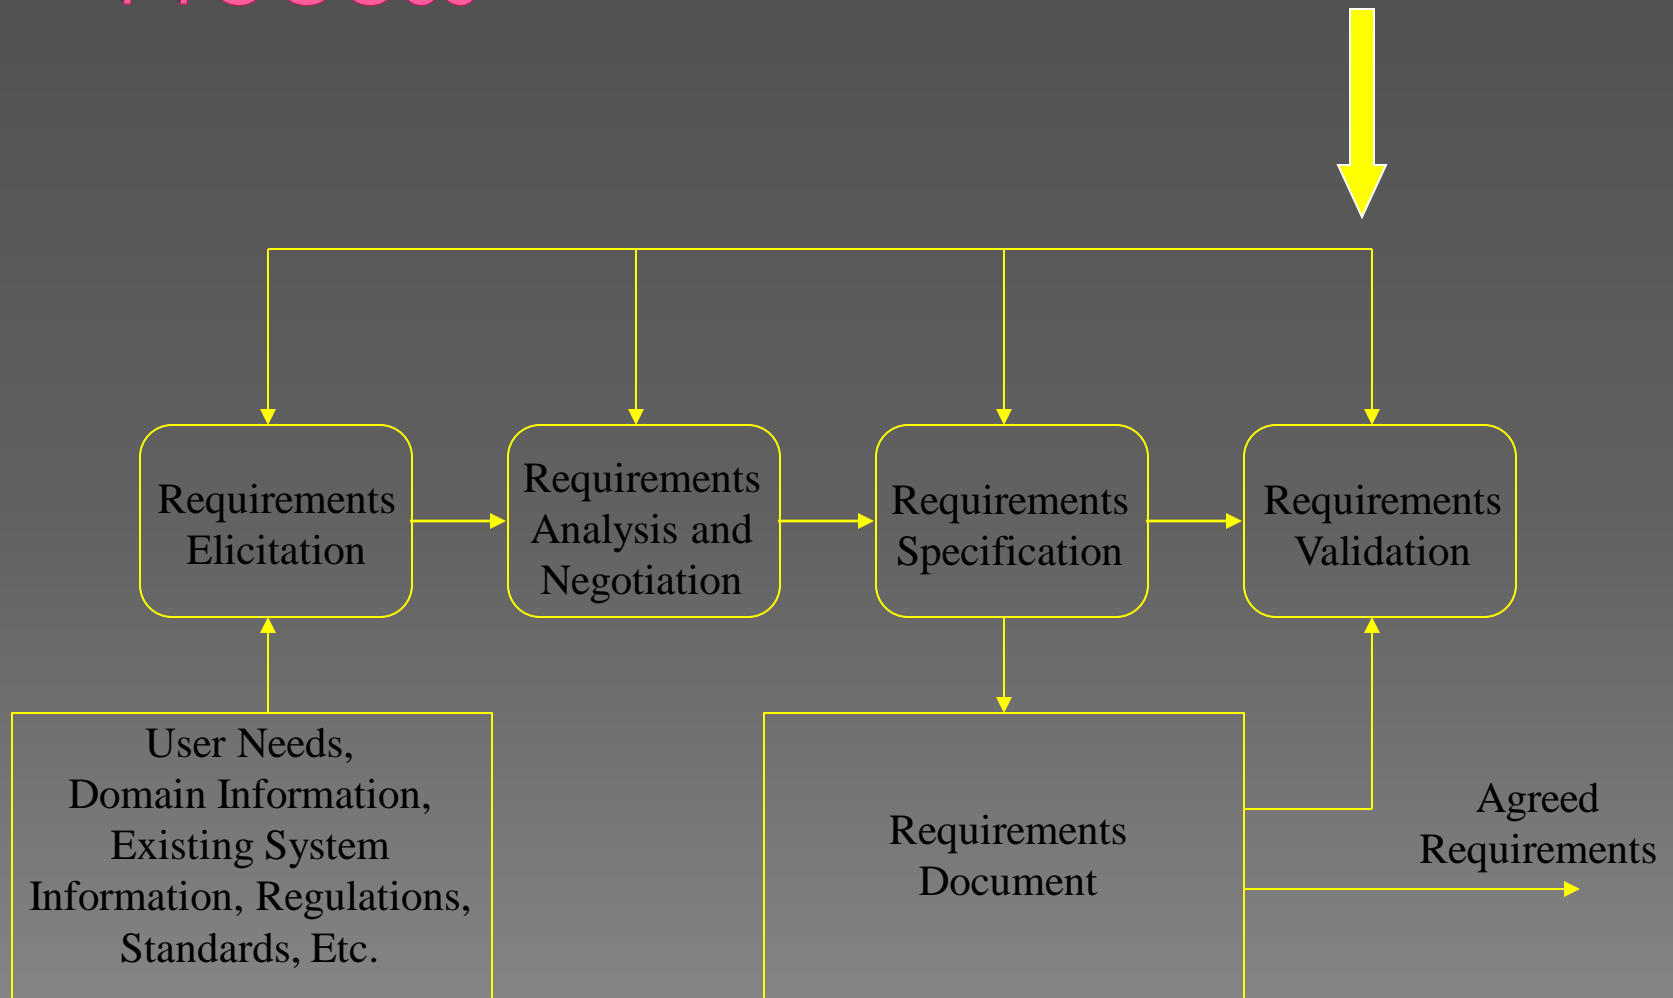 Requirements
Elicitation
Requirements
Analysis and
Negotiation
Requirements
Specification
Requirements
Validation
User Needs,
Domain Information,
Existing System
Information, Regulations,
Standards, Etc.
Requirements
Document
Agreed
Requirements